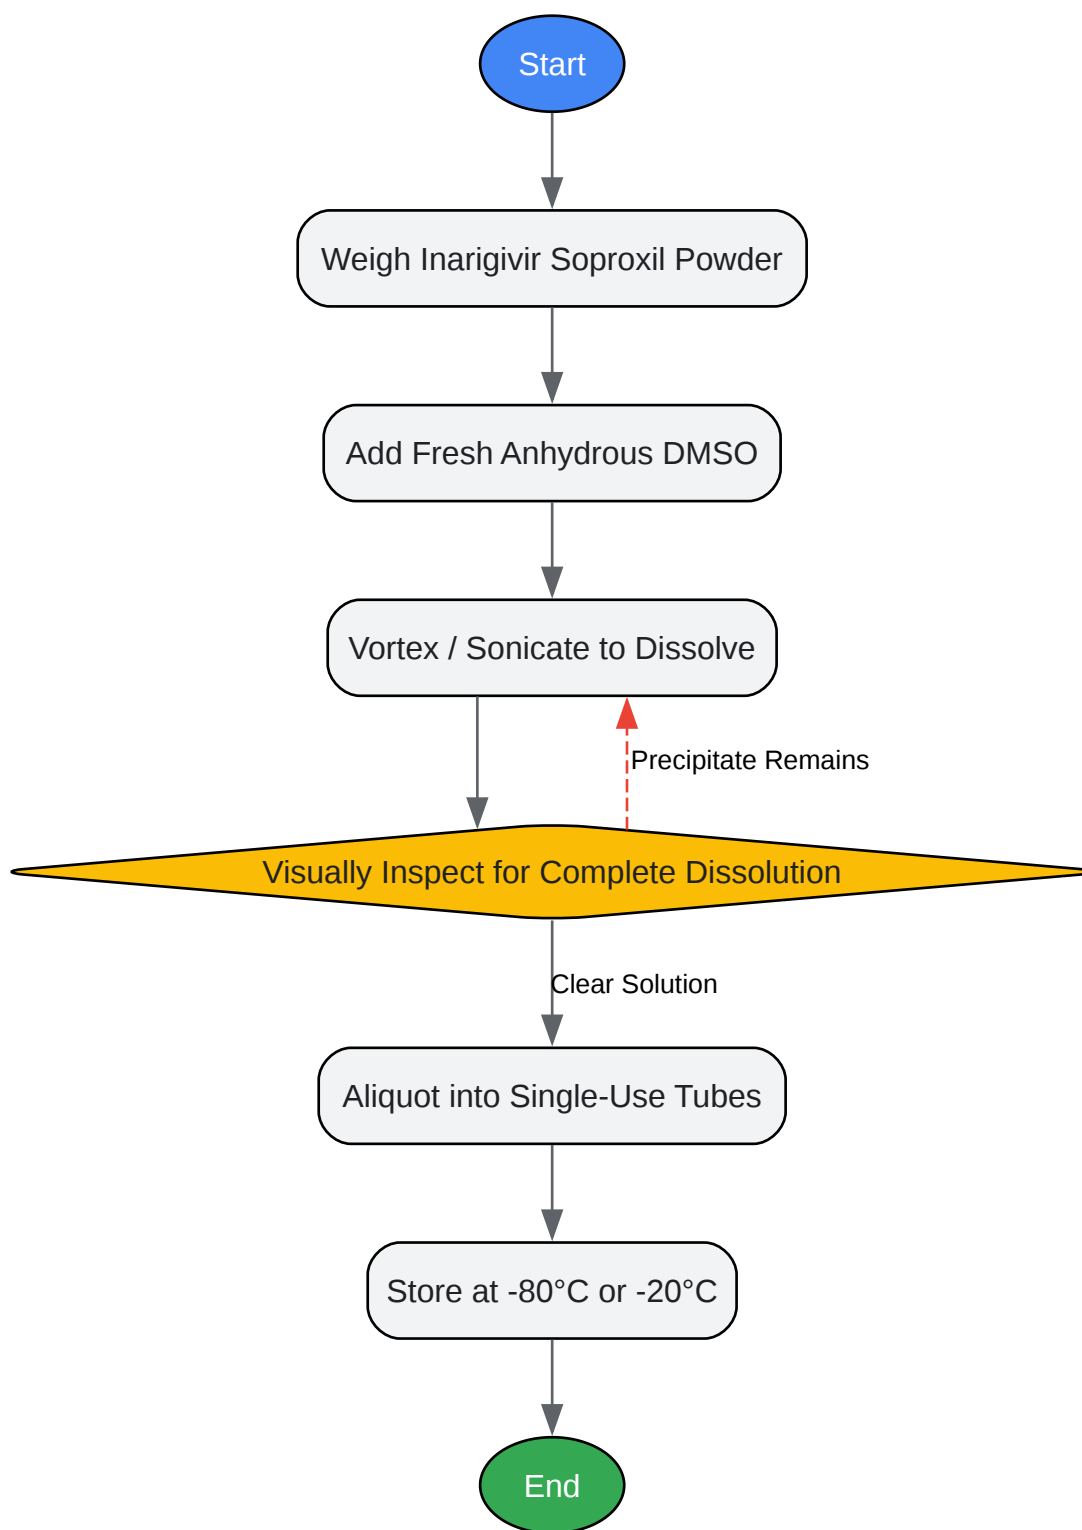 Start
Weigh Inarigivir Soproxil Powder
Add Fresh Anhydrous DMSO
Vortex / Sonicate to Dissolve
Precipitate Remains
Visually Inspect for Complete Dissolution
Clear Solution
Aliquot into Single-Use Tubes
Store at -80°C or -20°C
End